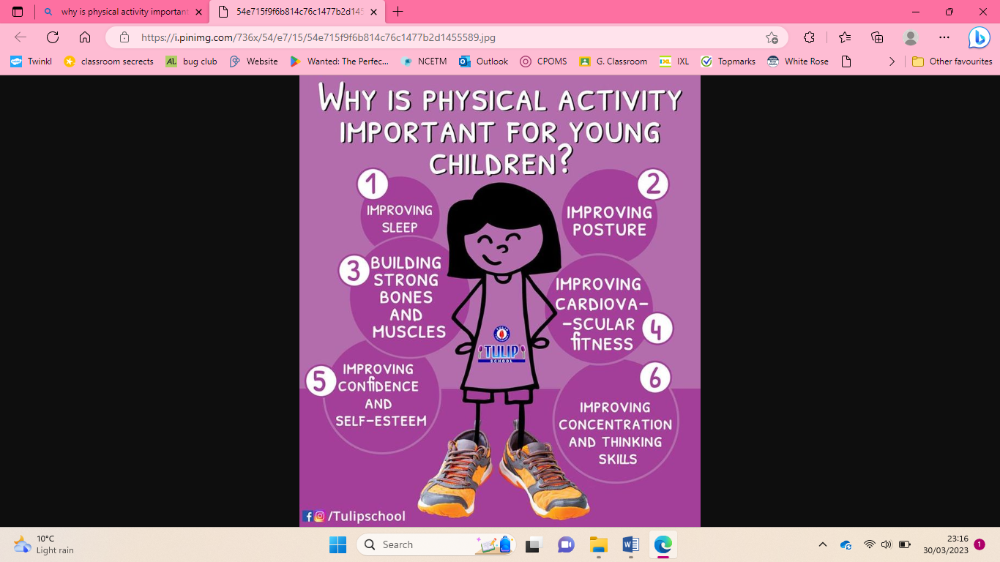 why is physical activity important
54e715f9f6b814c76c1477b2d145
https://i.pinimg.com/736x/54/e7/15/54e715f9f6b814c76c1477b2d1455589.jpg
Twinkl
classroom secrects
AL bug club
Website
Wanted: The Perfec...
NCETM
Outlook
CPOMS
G. Classroom
IXL IXL
Topmarks
White Rose
Other favourites
WHY IS PHYSICAL ACTIVITY
IMPORTANT FOR YOUNG
CHILDREN?
1
IMPROVING
SLEEP
2
IMPROVING
POSTURE
3
BUILDING
STRONG
BONES
AND
MUSCLES
IMPROVING
CARDIOVA-
-SCULAR
FITNESS
4
5
IMPROVING
CONFIDENCE
AND
SELF-ESTEEM
6
IMPROVING
CONCENTRATION
AND THINKING
SKILLS
TULIP
SCHOOL
/Tulipschool
10°C
Light rain
Search
23:16
30/03/2023
1